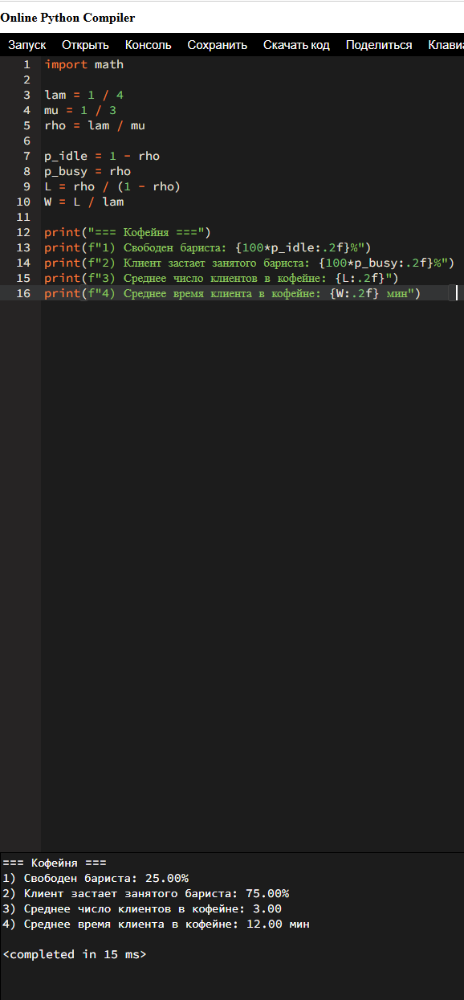 Online Python Compiler
Запуск Открыть Консоль Сохранить Скачать код Поделиться Клавиа
1 import math
2
3 lam = 1 / 4
4 mu = 1 / 3
5 rho = lam / mu
6
7 p_idle = 1 - rho
8 p_busy = rho
9 L = rho / (1 - rho)
10 W = L / lam
11
12 print("=== Кофейня ===")
13 print(f"1) Свободен бариста: {100*p_idle:.2f}%")
14 print(f"2) Клиент застает занятого бариста: {100*p_busy:.2f}%")
15 print(f"3) Среднее число клиентов в кофейне: {L:.2f}")
16 print(f"4) Среднее время клиента в кофейне: {W:.2f} мин")
=== Кофейня ===
1) Свободен бариста: 25.00%
2) Клиент застает занятого бариста: 75.00%
3) Среднее число клиентов в кофейне: 3.00
4) Среднее время клиента в кофейне: 12.00 мин
<completed in 15 ms>